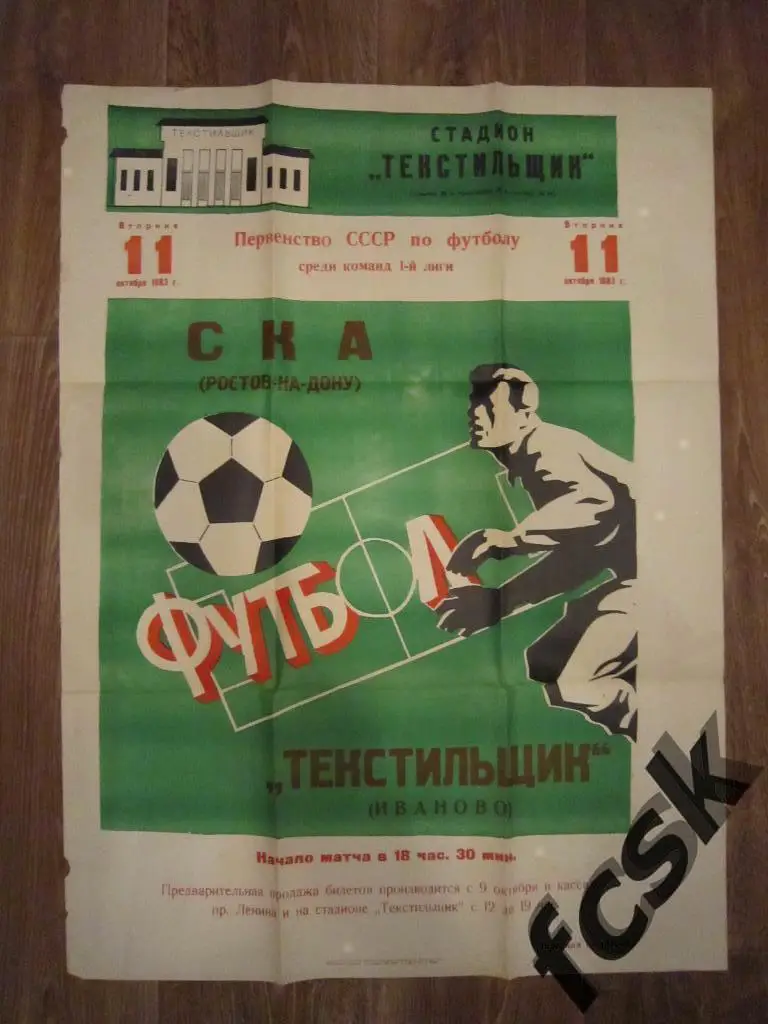 ТЕКСТИЛЬЩИК
СТАДИОН
„ТЕКСТИЛЬЩИК“
Вторник
11
октября 1983 г.
Первенство СССР по футболу
среди команд 1-й лиги
Вторник
11
октября 1983 г.
СКА
(РОСТОВ-НА-ДОНУ)
ФУТБОЛ
„ТЕКСТИЛЬЩИК“
(ИВАНОВО)
Начало матча в 18 час. 30 мин.
Предварительная продажа билетов производится с 9 октября в
пр. Ленина и на стадионе „Текстильщик“ с 12 до 19
fcsk